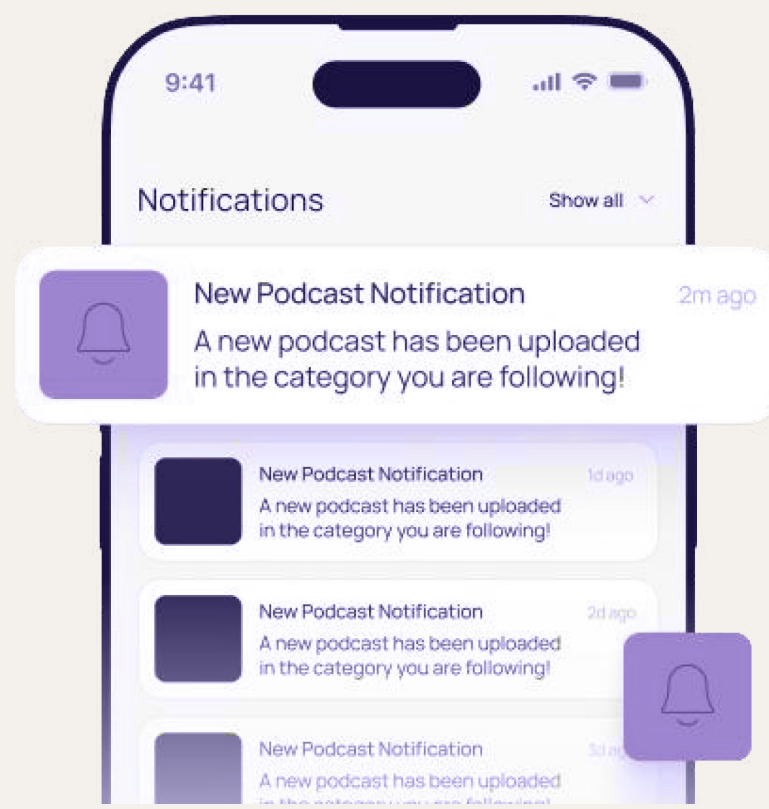 9:41
Notifications
Show all
New Podcast Notification
2m ago
A new podcast has been uploaded
in the category you are following!
New Podcast Notification
1d ago
A new podcast has been uploaded
in the category you are following!
New Podcast Notification
2d ago
A new podcast has been uploaded
in the category you are following!
New Podcast Notification
3d
A new podcast has been uploaded